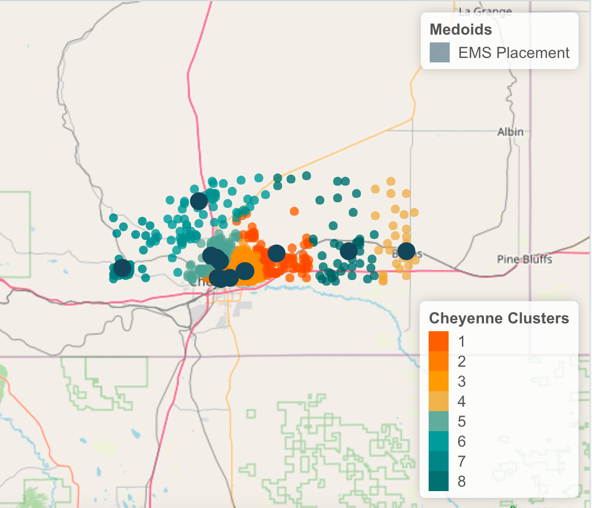 La Grange
Medoids
EMS Placement
Albin
Pine Bluffs
Cheyenne Clusters
1
2
3
4
5
6
7
8